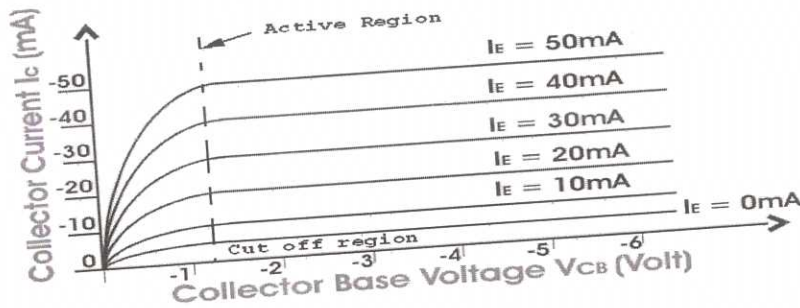 Active Region
Collector Current Ic (mA)
IE = 50mA
-50
IE = 40mA
-40
IE = 30mA
-30
IE = 20mA
-20
IE = 10mA
-10
IE = 0mA
0
Cut off region
-1
-2
-3
-4
-5
-6
Collector Base Voltage VCB (Volt)